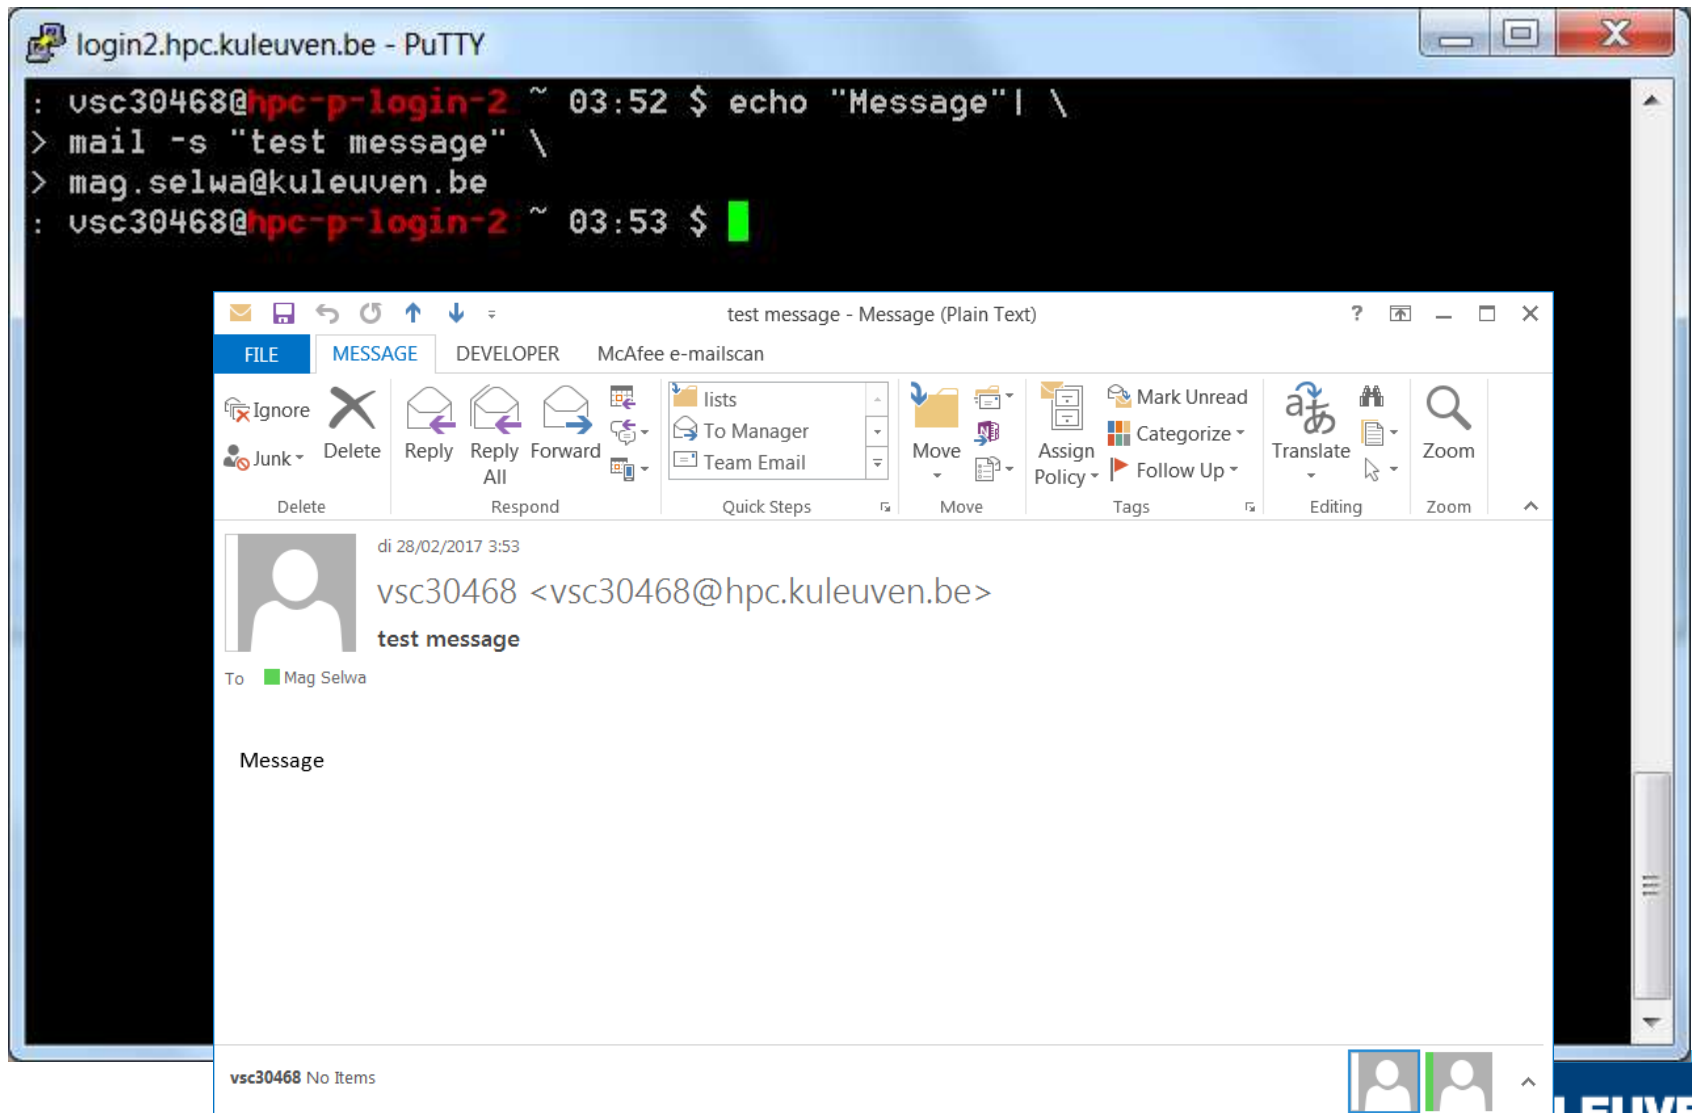 login2.hpc.kuleuven.be - PuTTY
: vsc30468@hpc-p-login-2 ~ 03:52 $ echo "Message"| \
> mail -s "test message" \
> mag.selwa@kuleuven.be
: vsc30468@hpc-p-login-2 ~ 03:53 $
test message - Message (Plain Text)
FILE MESSAGE DEVELOPER McAfee e-mailscan
Ignore
Junk
Delete
Reply
Reply All
Forward
lists
To Manager
Team Email
Move
Assign Policy
Mark Unread
Categorize
Follow Up
Translate
Zoom
Delete Respond Quick Steps Move Tags Editing Zoom
di 28/02/2017 3:53
vsc30468 <vsc30468@hpc.kuleuven.be>
test message
To Mag Selwa
Message
vsc30468 No Items